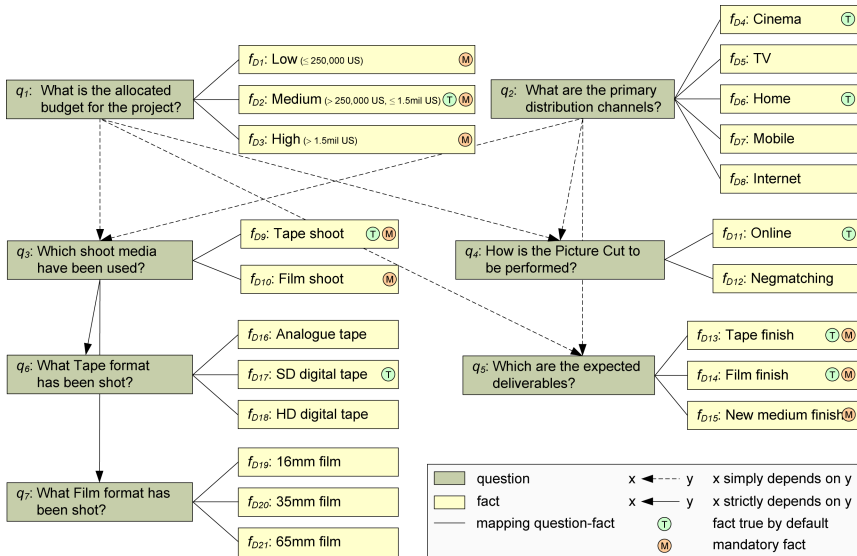 q1: What is the allocated
budget for the project?
fD1: Low (≤ 250,000 US) M
fD2: Medium (> 250,000 US, ≤ 1.5mil US) T M
fD3: High (> 1.5mil US) M
q2: What are the primary
distribution channels?
fD4: Cinema T
fD5: TV
fD6: Home T
fD7: Mobile
fD8: Internet
q3: Which shoot media
have been used?
fD9: Tape shoot T M
fD10: Film shoot M
q4: How is the Picture Cut to
be performed?
fD11: Online T
fD12: Negmatching
q6: What Tape format
has been shot?
fD16: Analogue tape
fD17: SD digital tape T
fD18: HD digital tape
q5: Which are the expected
deliverables?
fD13: Tape finish T M
fD14: Film finish T M
fD15: New medium finish M
q7: What Film format has
been shot?
fD19: 16mm film
fD20: 35mm film
fD21: 65mm film
question
fact
mapping question-fact
x y x simply depends on y
x y x strictly depends on y
T fact true by default
M mandatory fact